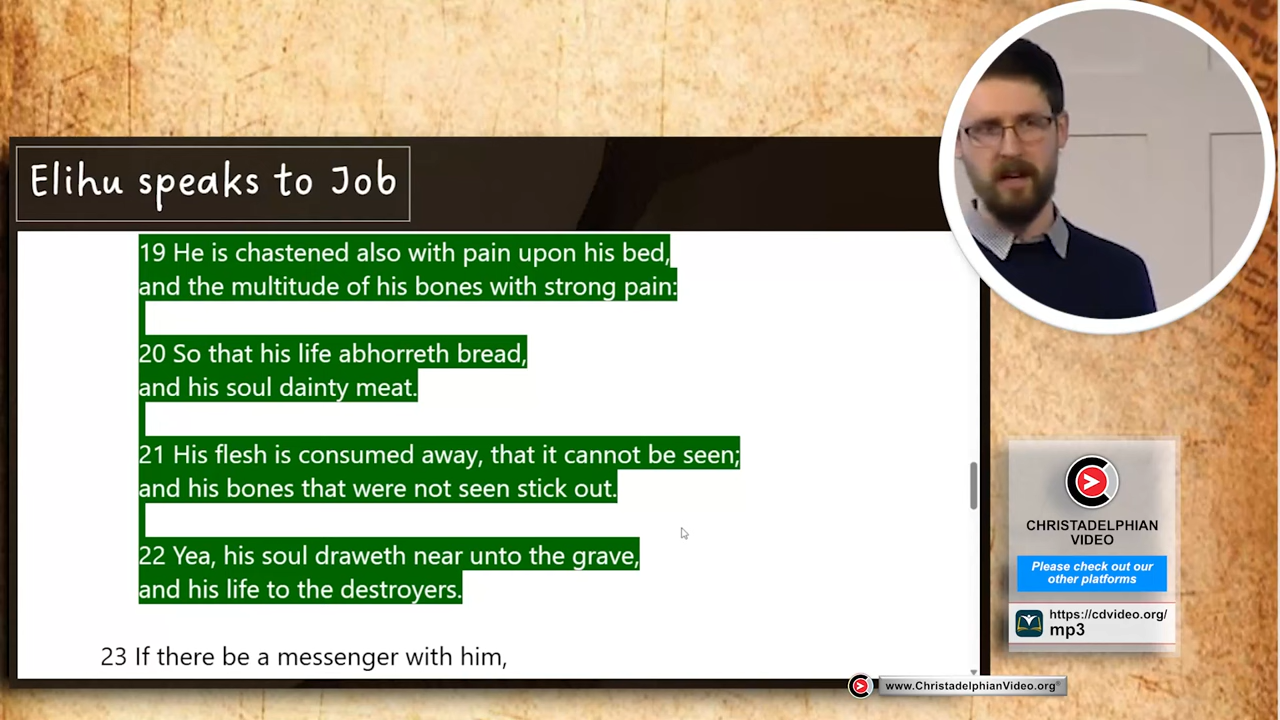 Elihu speaks to Job
19 He is chastened also with pain upon his bed,
and the multitude of his bones with strong pain:
20 So that his life abhorreth bread,
and his soul dainty meat.
21 His flesh is consumed away, that it cannot be seen;
and his bones that were not seen stick out.
22 Yea, his soul draweth near unto the grave,
and his life to the destroyers.
23 If there be a messenger with him,
CHRISTADELPHIAN
VIDEO
Please check out our
other platforms
https://cdvideo.org/
mp3
www.ChristadelphianVideo.org